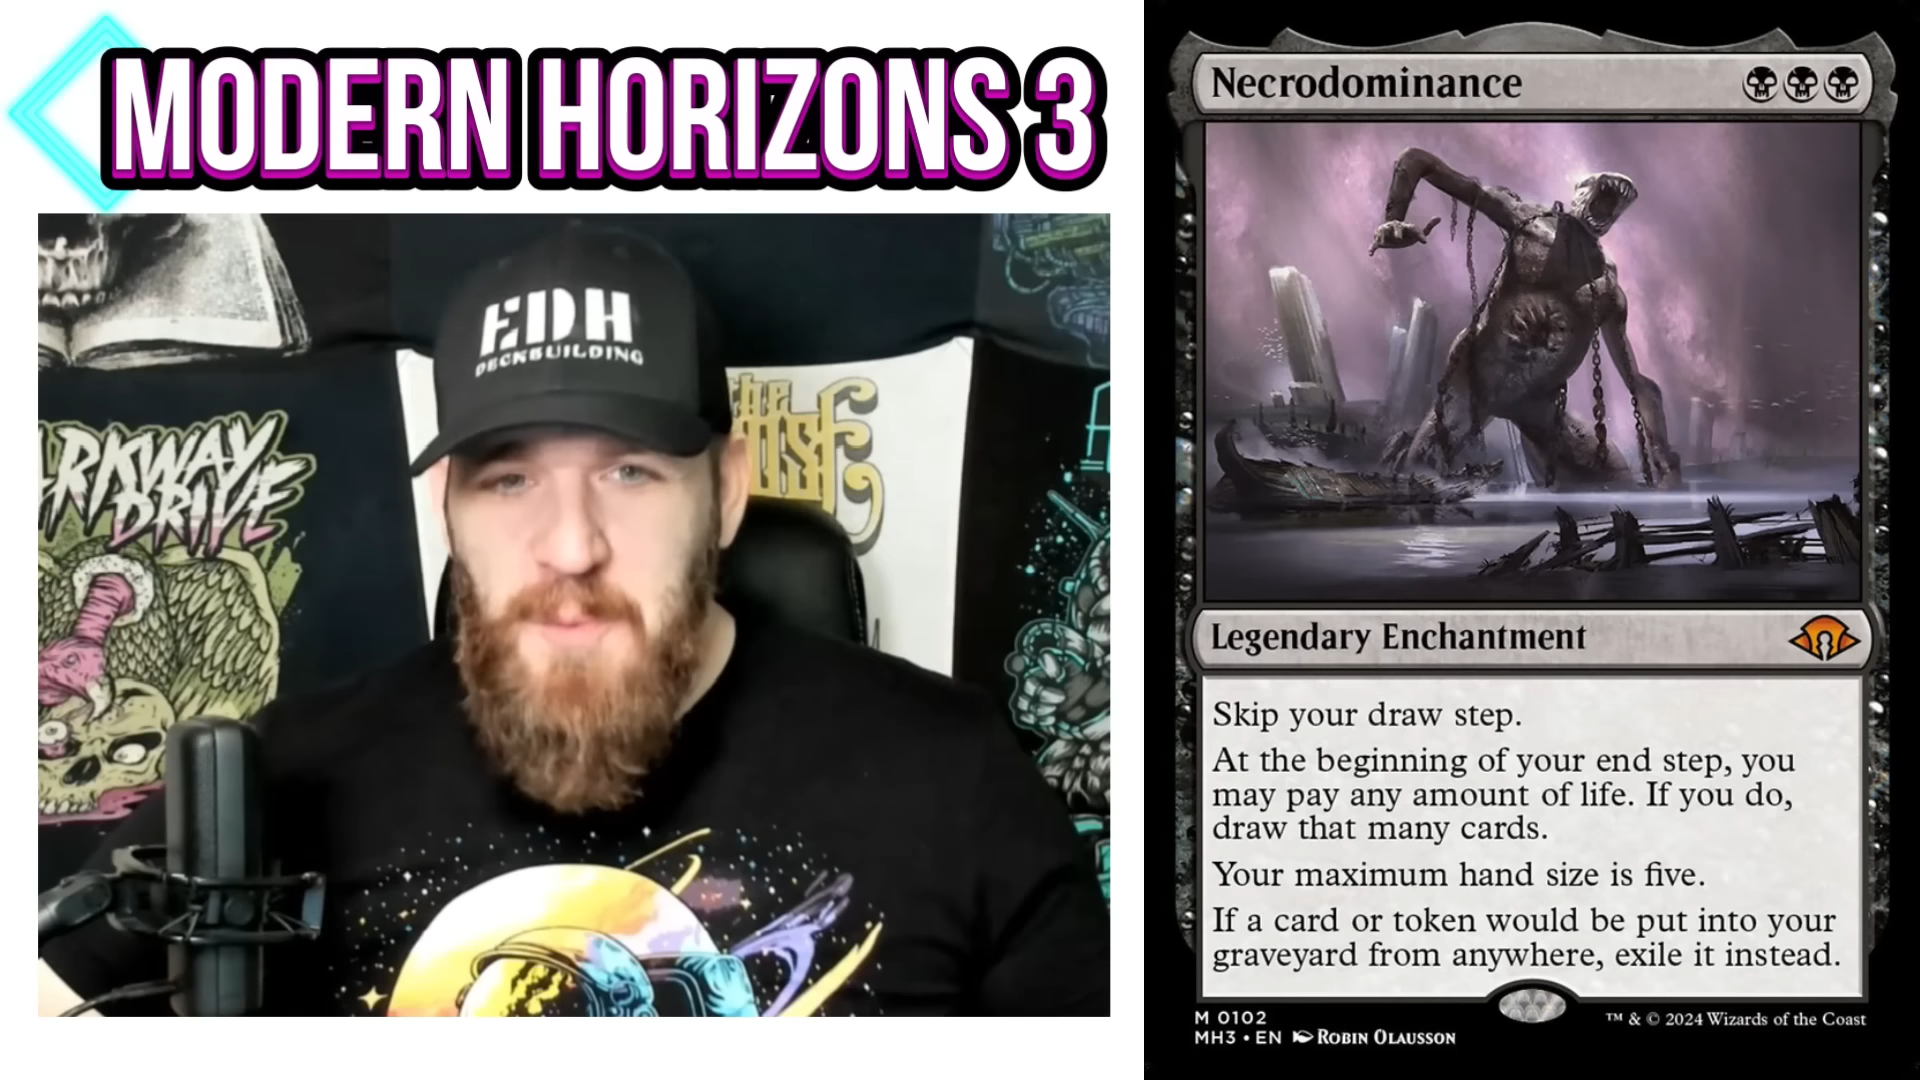 MODERN HORIZONS 3
EDH
DECKBUILDING
PARKWAY
DRIVE
the
Necrodominance
Legendary Enchantment
Skip your draw step.
At the beginning of your end step, you
may pay any amount of life. If you do,
draw that many cards.
Your maximum hand size is five.
If a card or token would be put into your
graveyard from anywhere, exile it instead.
M 0102
MH3 • EN ROBIN OLAUSSON
™ & © 2024 Wizards of the Coast